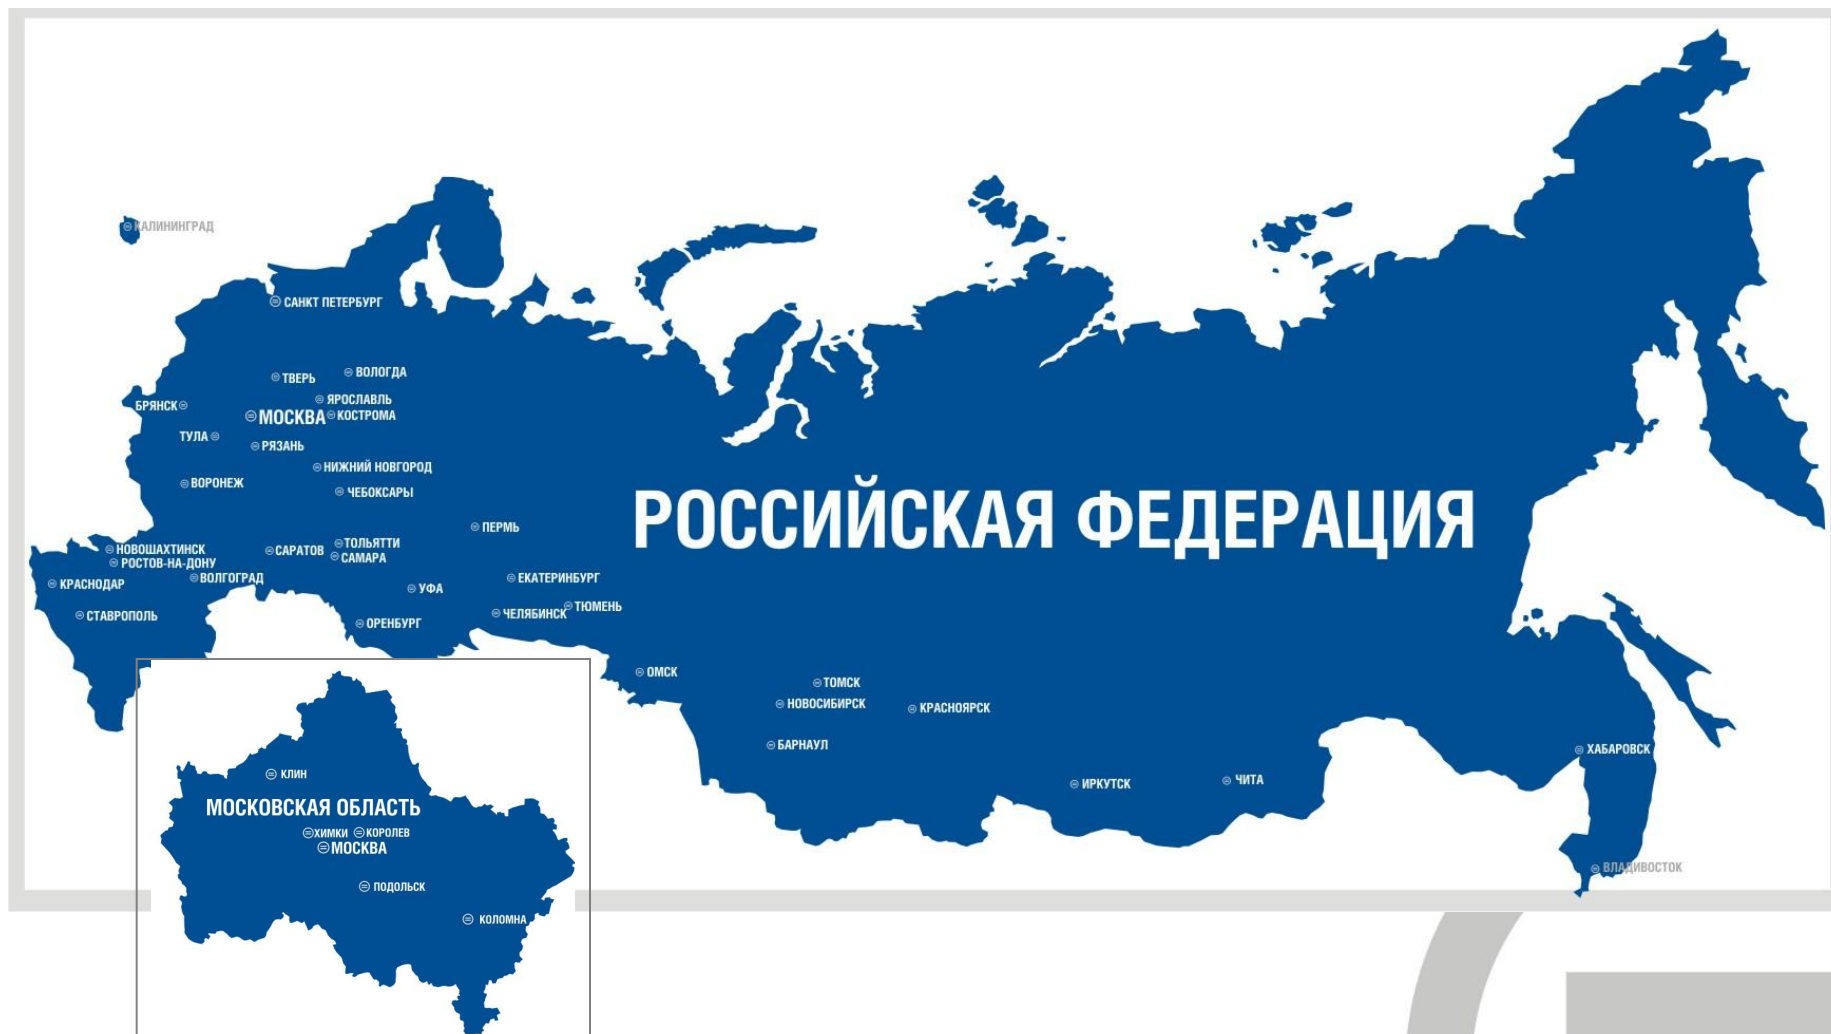 КАЛИНИНГРАД
САНКТ ПЕТЕРБУРГ
ТВЕРЬ
ВОЛОГДА
БРЯНСК
ЯРОСЛАВЛЬ
МОСКВА
КОСТРОМА
ТУЛА
РЯЗАНЬ
НИЖНИЙ НОВГОРОД
ВОРОНЕЖ
ЧЕБОКСАРЫ
ПЕРМЬ
РОССИЙСКАЯ ФЕДЕРАЦИЯ
НОВОШАХТИНСК
САРАТОВ
ТОЛЬЯТТИ
САМАРА
РОСТОВ-НА-ДОНУ
КРАСНОДАР
ВОЛГОГРАД
УФА
ЕКАТЕРИНБУРГ
ЧЕЛЯБИНСК
ТЮМЕНЬ
СТАВРОПОЛЬ
ОРЕНБУРГ
ОМСК
ТОМСК
НОВОСИБИРСК
КРАСНОЯРСК
БАРНАУЛ
ИРКУТСК
ЧИТА
ХАБАРОВСК
ВЛАДИВОСТОК
КЛИН
МОСКОВСКАЯ ОБЛАСТЬ
ХИМКИ
КОРОЛЕВ
МОСКВА
ПОДОЛЬСК
КОЛОМНА